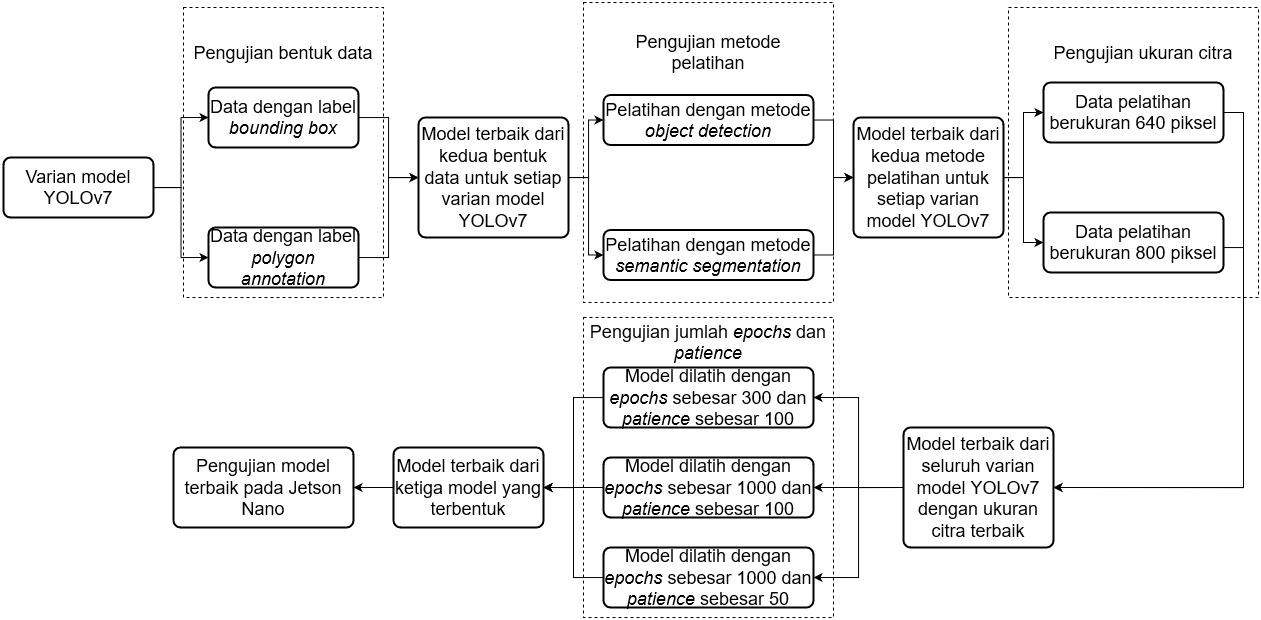 Pengujian bentuk data
Data dengan label
bounding box
Data dengan label
polygon
annotation
Varian model
YOLOv7
Model terbaik dari
kedua bentuk
data untuk setiap
varian model
YOLOv7
Pengujian metode
pelatihan
Pelatihan dengan metode
object detection
Pelatihan dengan metode
semantic segmentation
Model terbaik dari
kedua metode
pelatihan untuk
setiap varian
model YOLOv7
Pengujian ukuran citra
Data pelatihan
berukuran 640 piksel
Data pelatihan
berukuran 800 piksel
Model terbaik dari
seluruh varian
model YOLOv7
dengan ukuran
citra terbaik
Pengujian jumlah epochs dan
patience
Model dilatih dengan
epochs sebesar 300 dan
patience sebesar 100
Model dilatih dengan
epochs sebesar 1000 dan
patience sebesar 100
Model dilatih dengan
epochs sebesar 1000 dan
patience sebesar 50
Model terbaik dari
ketiga model yang
terbentuk
Pengujian model
terbaik pada Jetson
Nano